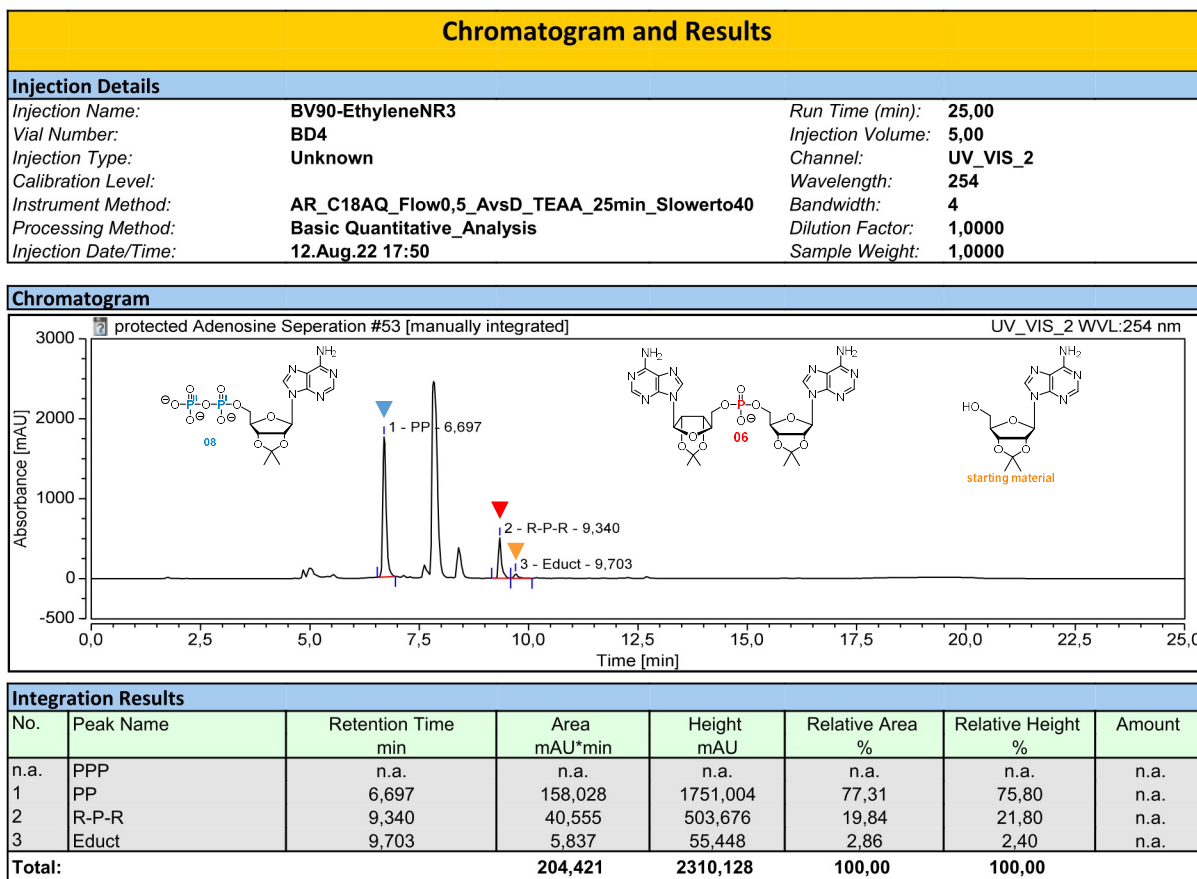 Chromatogram and Results
Injection Details
Injection Name: BV90-EthyleneNR3 Run Time (min): 25,00
Vial Number: BD4 Injection Volume: 5,00
Injection Type: Unknown Channel: UV_VIS_2
Calibration Level: Wavelength: 254
Instrument Method: AR_C18AQ_Flow0,5_AvsD_TEAA_25min_Slowerto40 Bandwidth: 4
Processing Method: Basic Quantitative_Analysis Dilution Factor: 1,0000
Injection Date/Time: 12.Aug.22 17:50 Sample Weight: 1,0000
Chromatogram
protected Adenosine Seperation #53 [manually integrated] UV_VIS_2 WVL:254 nm
Absorbance [mAU]
3000
2000
1000
0
-500
NH₂
N N
N N
O O
⊖O P O P O
O⊖ O⊖
O
O O
08
1 - PP - 6,697
NH₂ NH₂
N N N N
N N N N
O
O P O
O⊖
O O
O O O O
06
2 - R-P-R - 9,340
3 - Educt - 9,703
NH₂
N N
N N
HO
O
O O
starting material
0,0 2,5 5,0 7,5 10,0 12,5 15,0 17,5 20,0 22,5 25,0
Time [min]
Integration Results
No. Peak Name Retention Time Area Height Relative Area Relative Height Amount
min mAU*min mAU % %
n.a. PPP n.a. n.a. n.a. n.a. n.a. n.a.
1 PP 6,697 158,028 1751,004 77,31 75,80 n.a.
2 R-P-R 9,340 40,555 503,676 19,84 21,80 n.a.
3 Educt 9,703 5,837 55,448 2,86 2,40 n.a.
Total: 204,421 2310,128 100,00 100,00